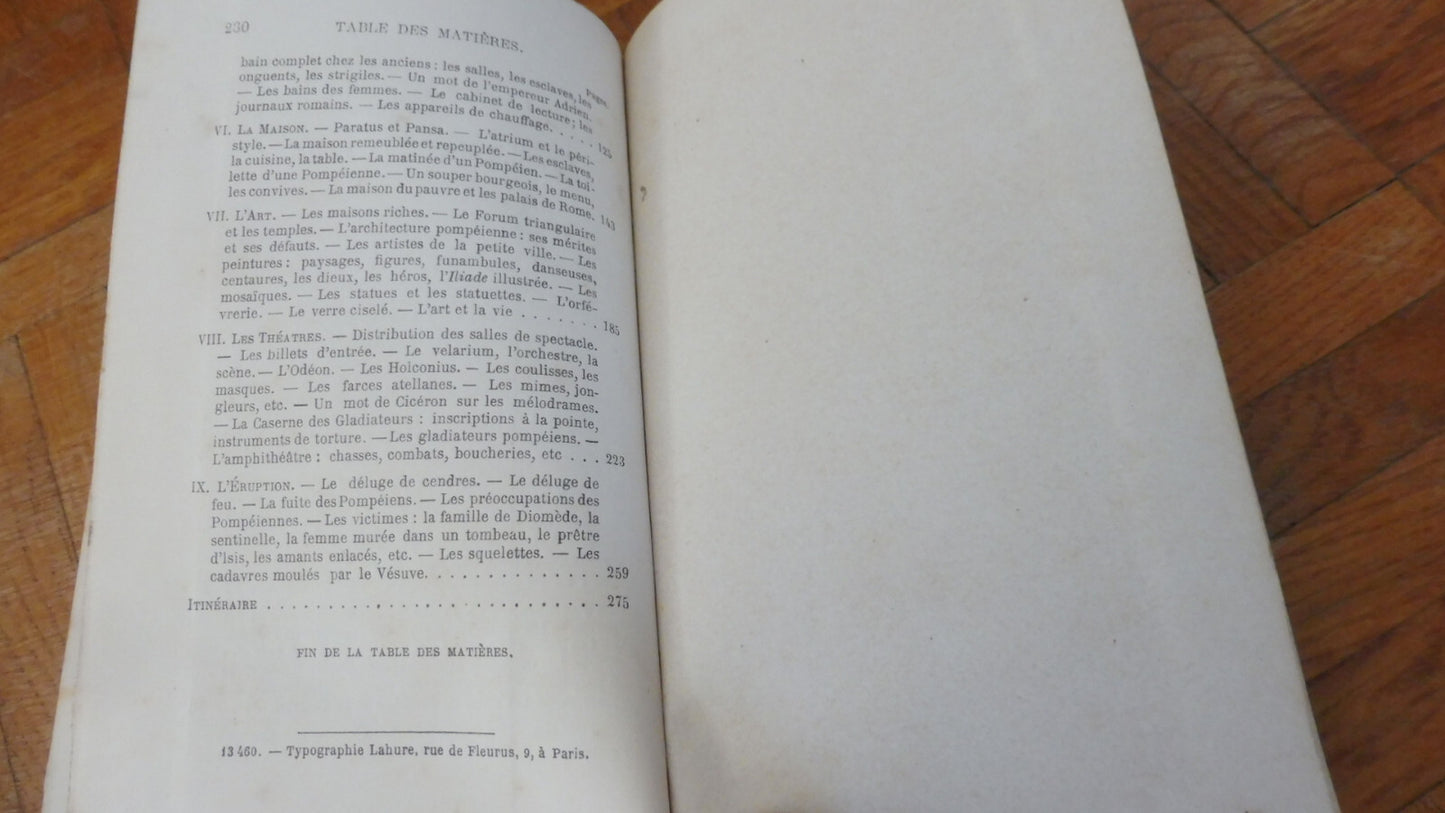 230 TABLE DES MATIÈRES.
Pages.
bain complet chez les anciens : les salles, les esclaves, les
onguents, les strigiles. — Un mot de l'empereur Adrien.
— Les bains des femmes. — Le cabinet de lecture ; les
journaux romains. — Les appareils de chauffage. . . . . 125
VI. LA MAISON. — Paratus et Pansa. — L'atrium et le péri-
style. — La maison remeublée et repeuplée. — Les esclaves,
la cuisine, la table. — La matinée d'un Pompéien. — La toi-
lette d'une Pompéienne. — Un souper bourgeois, le menu,
les convives. — La maison du pauvre et les palais de Rome. 143
VII. L'ART. — Les maisons riches. — Le Forum triangulaire
et les temples. — L'architecture pompéienne : ses mérites
et ses défauts. — Les artistes de la petite ville. — Les
peintures : paysages, figures, funambules, danseuses,
centaures, les dieux, les héros, l'Iliade illustrée. — Les
mosaïques. — Les statues et les statuettes. — L'orfé-
vrerie. — Le verre ciselé. — L'art et la vie . . . . . . . 185
VIII. LES THÉATRES. — Distribution des salles de spectacle.
— Les billets d'entrée. — Le velarium, l'orchestre, la
scène. — L'Odéon. — Les Holconius. — Les coulisses, les
masques. — Les farces atellanes. — Les mimes, jon-
gleurs, etc. — Un mot de Cicéron sur les mélodrames.
— La Caserne des Gladiateurs : inscriptions à la pointe,
instruments de torture. — Les gladiateurs pompéiens. —
L'amphithéâtre : chasses, combats, boucheries, etc . . . 223
IX. L'ÉRUPTION. — Le déluge de cendres. — Le déluge de
feu. — La fuite des Pompéiens. — Les préoccupations des
Pompéiennes. — Les victimes : la famille de Diomède, la
sentinelle, la femme murée dans un tombeau, le prêtre
d'Isis, les amants enlacés, etc. — Les squelettes. — Les
cadavres moulés par le Vésuve. . . . . . . . . . . . . 259
ITINÉRAIRE . . . . . . . . . . . . . . . . . . . . . . . . 275
FIN DE LA TABLE DES MATIÈRES.
13 460. — Typographie Lahure, rue de Fleurus, 9, à Paris.